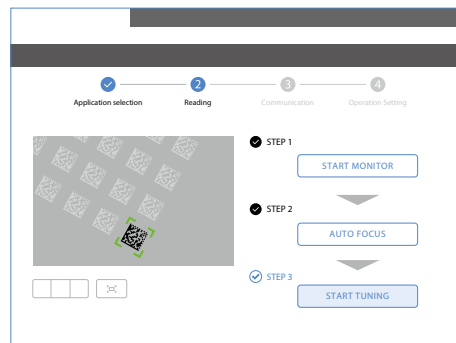 2
3
4
Application selection
Reading
Communication
Operation Setting
STEP 1
START MONITOR
STEP 2
AUTO FOCUS
STEP 3
START TUNING